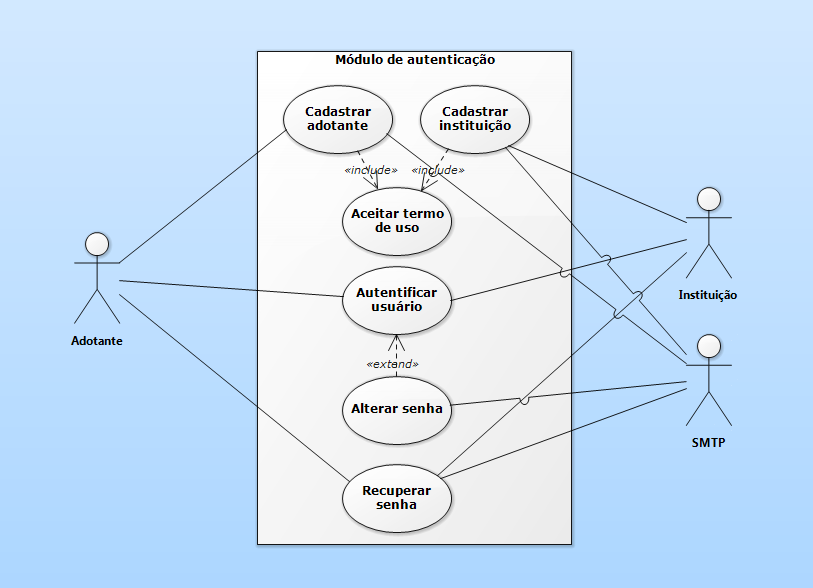 Módulo de autenticação
Cadastrar
adotante
Cadastrar
instituição
«include»
«include»
Aceitar termo
de uso
Autentificar
usuário
«extend»
Alterar senha
Recuperar
senha
Adotante
Instituição
SMTP